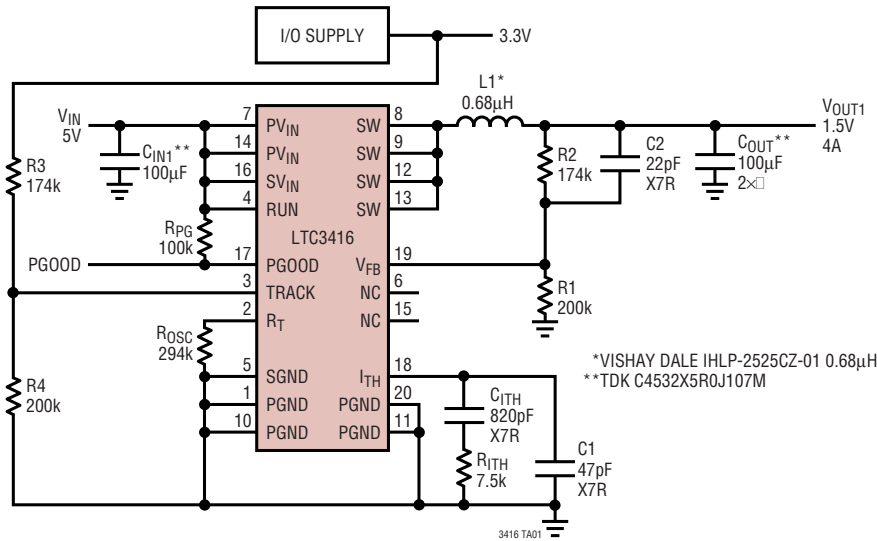 I/O SUPPLY
3.3V
L1*
0.68µH
VIN
5V
CIN1**
100µF
R3
174k
RPG
100k
PGOOD
ROSC
294k
R4
200k
7
14
16
4
17
3
2
5
1
10
PVIN
PVIN
SVIN
RUN
PGOOD
TRACK
RT
SGND
PGND
PGND
LTC3416
SW
SW
SW
SW
VFB
NC
NC
ITH
PGND
PGND
8
9
12
13
19
6
15
18
20
11
R2
174k
C2
22pF
X7R
COUT**
100µF
2×
VOUT1
1.5V
4A
R1
200k
CITH
820pF
X7R
RITH
7.5k
C1
47pF
X7R
*VISHAY DALE IHLP-2525CZ-01 0.68µH
**TDK C4532X5R0J107M
3416 TA01